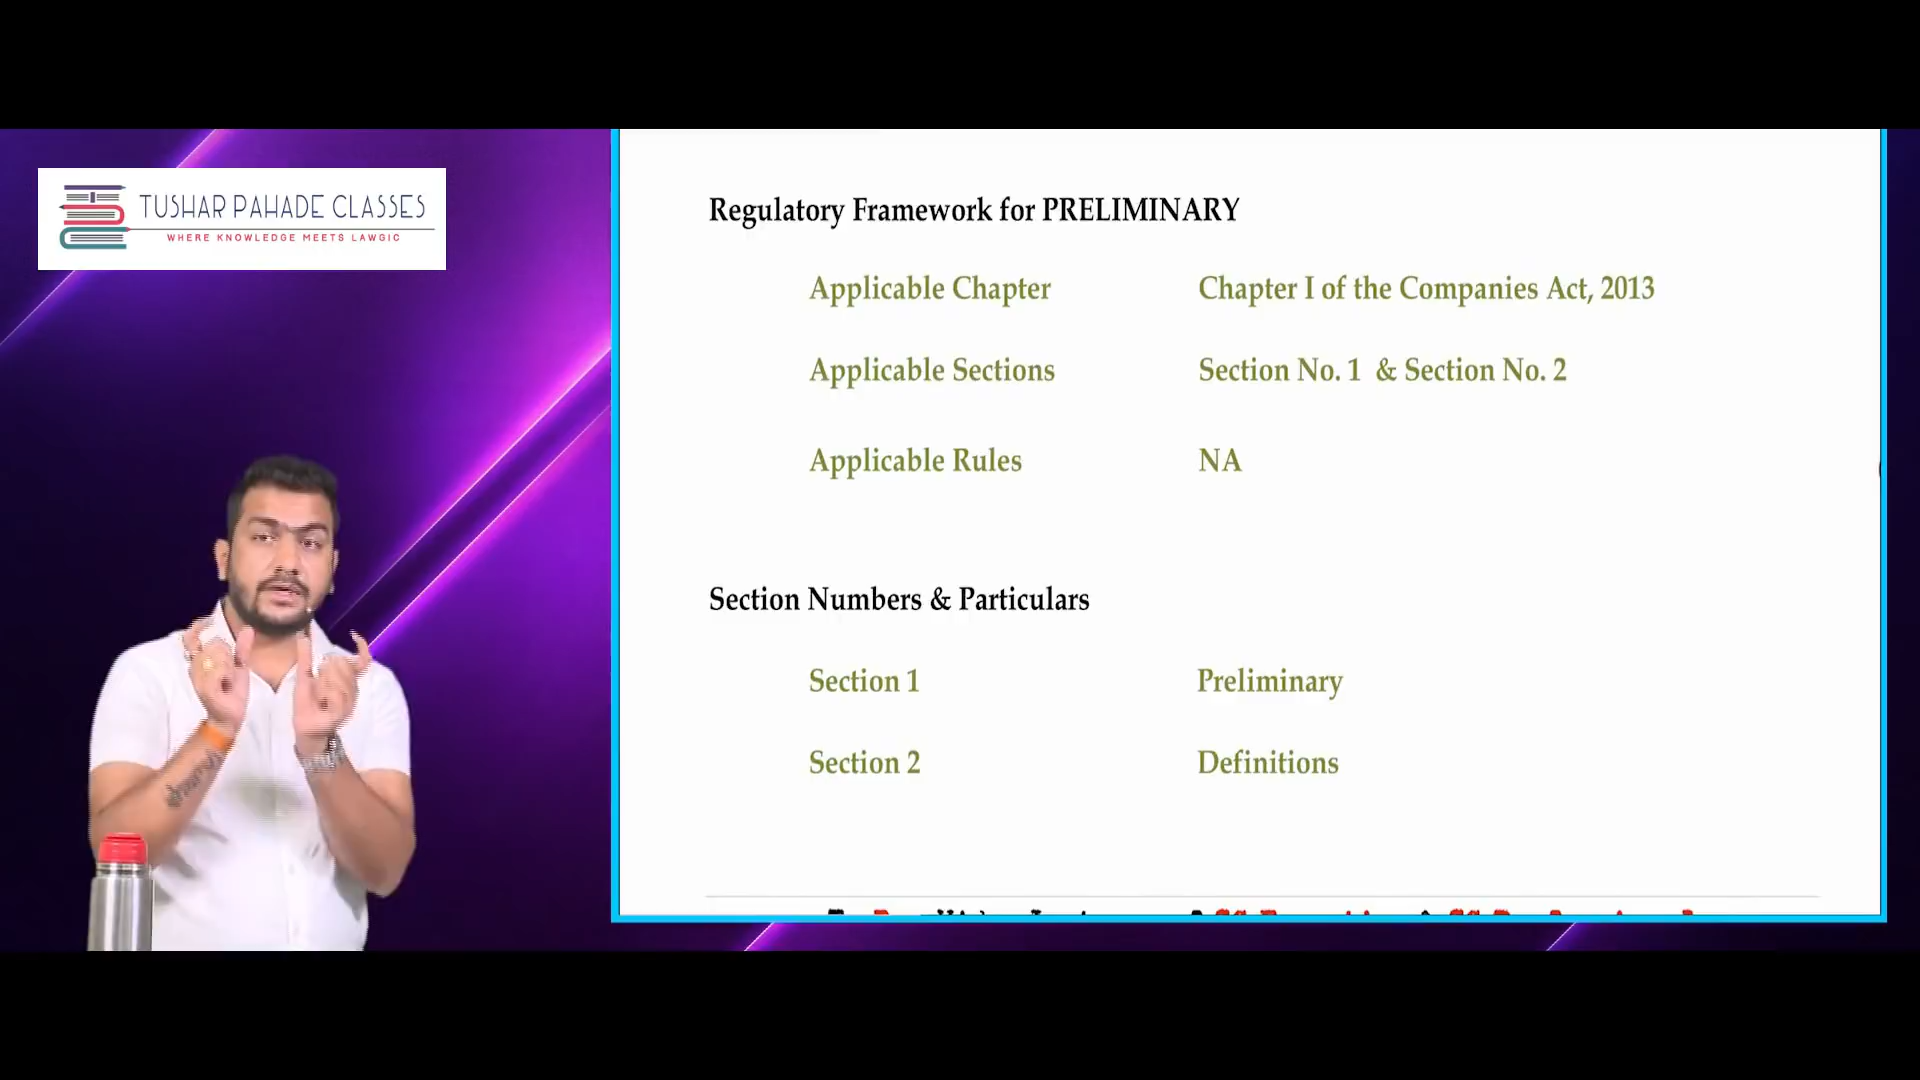 TUSHAR PAHADE CLASSES
WHERE KNOWLEDGE MEETS LAWGIC
Regulatory Framework for PRELIMINARY
Applicable Chapter Chapter I of the Companies Act, 2013
Applicable Sections Section No. 1 & Section No. 2
Applicable Rules NA
Section Numbers & Particulars
Section 1 Preliminary
Section 2 Definitions